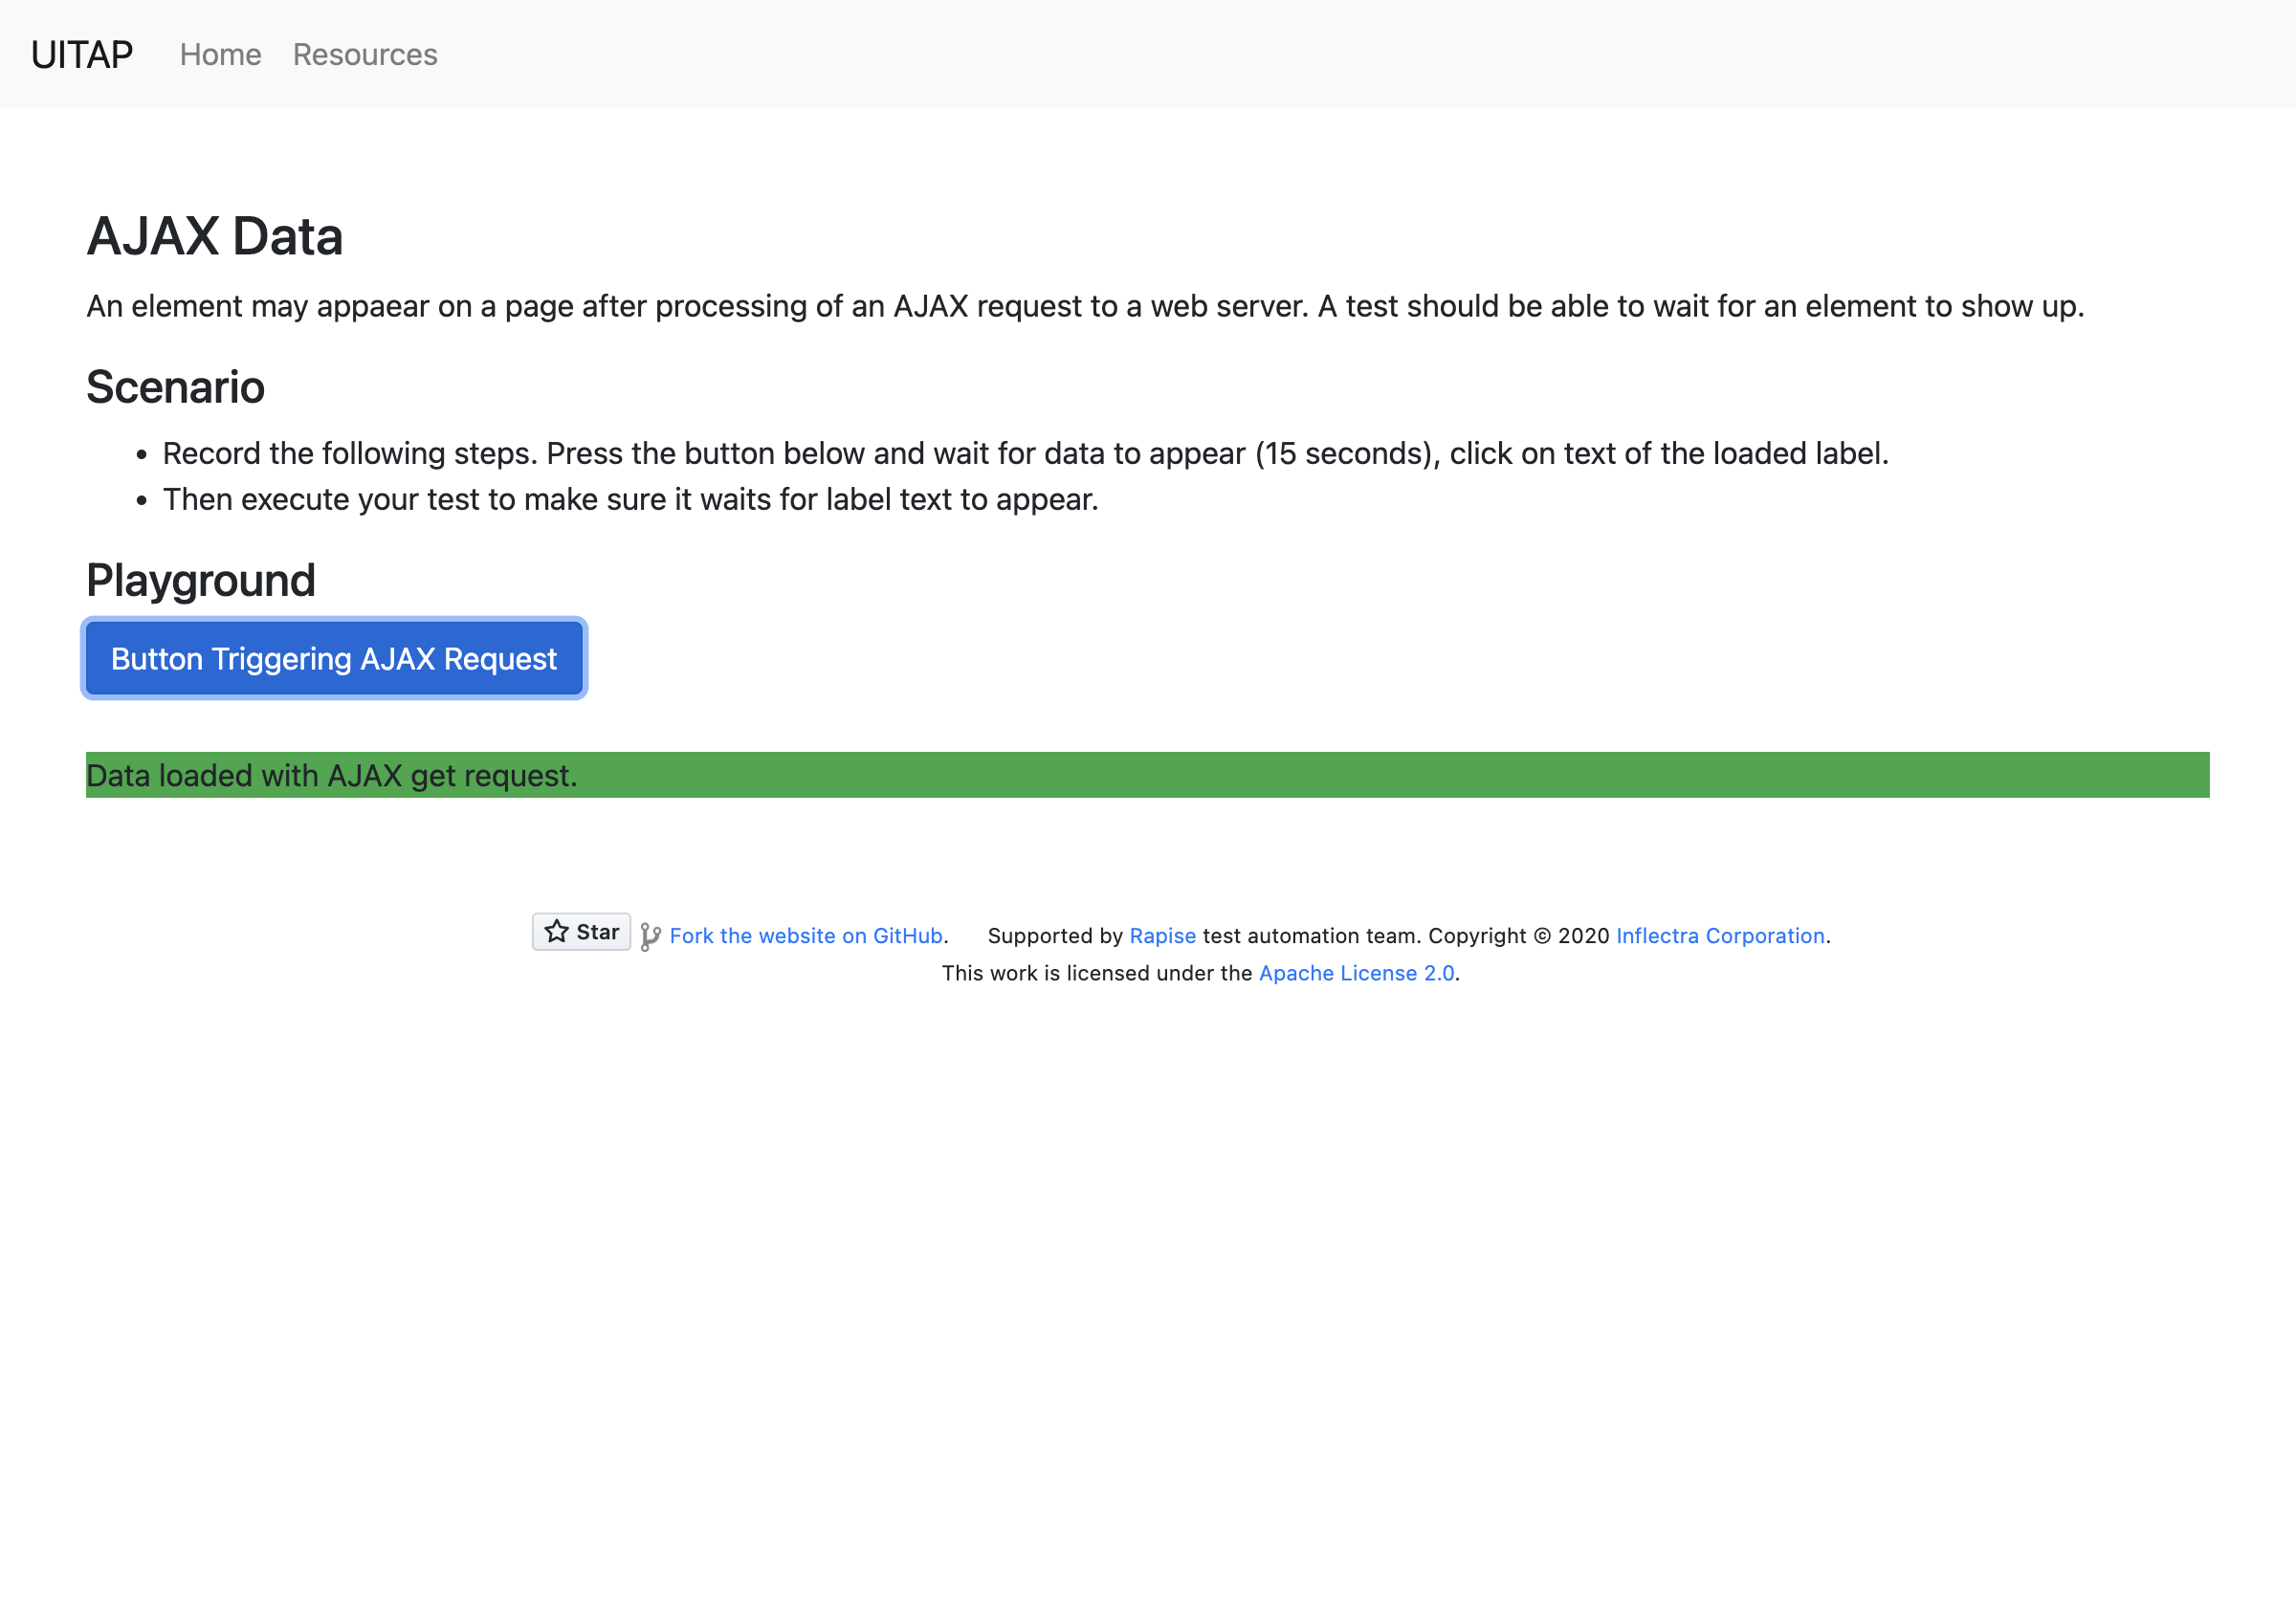 UITAP Home Resources
AJAX Data
An element may appaear on a page after processing of an AJAX request to a web server. A test should be able to wait for an element to show up.
Scenario
• Record the following steps. Press the button below and wait for data to appear (15 seconds), click on text of the loaded label.
• Then execute your test to make sure it waits for label text to appear.
Playground
Button Triggering AJAX Request
Data loaded with AJAX get request.
Star Fork the website on GitHub. Supported by Rapise test automation team. Copyright © 2020 Inflectra Corporation.
This work is licensed under the Apache License 2.0.